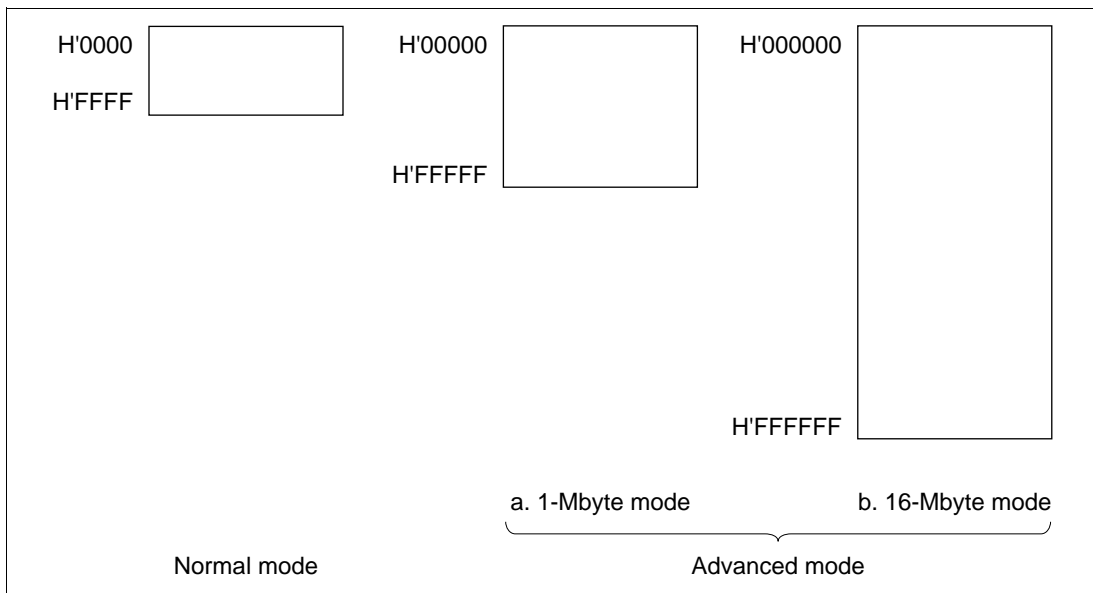 H'0000
H'FFFF
H'00000
H'FFFFF
H'000000
H'FFFFFF
a. 1-Mbyte mode
b. 16-Mbyte mode
Normal mode
Advanced mode